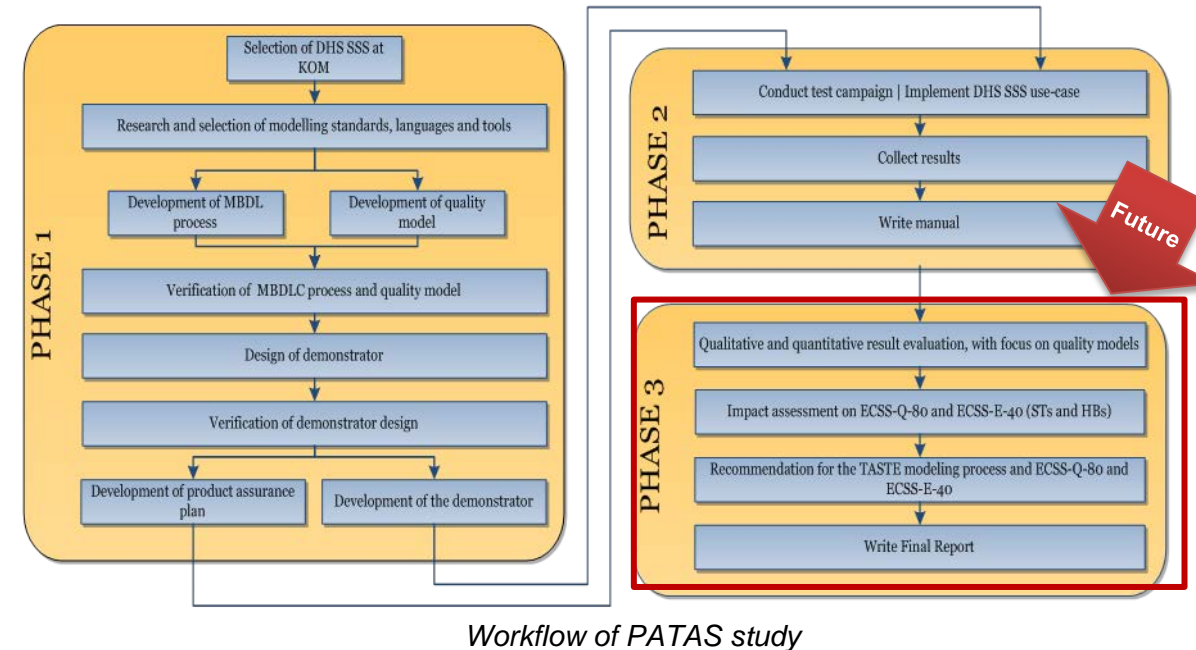 PHASE 1
Selection of DHS SSS at
KOM
Research and selection of modelling standards, languages and tools
Development of MBDL
process
Development of quality
model
Verification of MBDLC process and quality model
Design of demonstrator
Verification of demonstrator design
Development of product assurance
plan
Development of the demonstrator
PHASE 2
Conduct test campaign | Implement DHS SSS use-case
Collect results
Write manual
Future
PHASE 3
Qualitative and quantitative result evaluation, with focus on quality models
Impact assessment on ECSS-Q-80 and ECSS-E-40 (STs and HBs)
Recommendation for the TASTE modeling process and ECSS-Q-80 and
ECSS-E-40
Write Final Report
Workflow of PATAS study